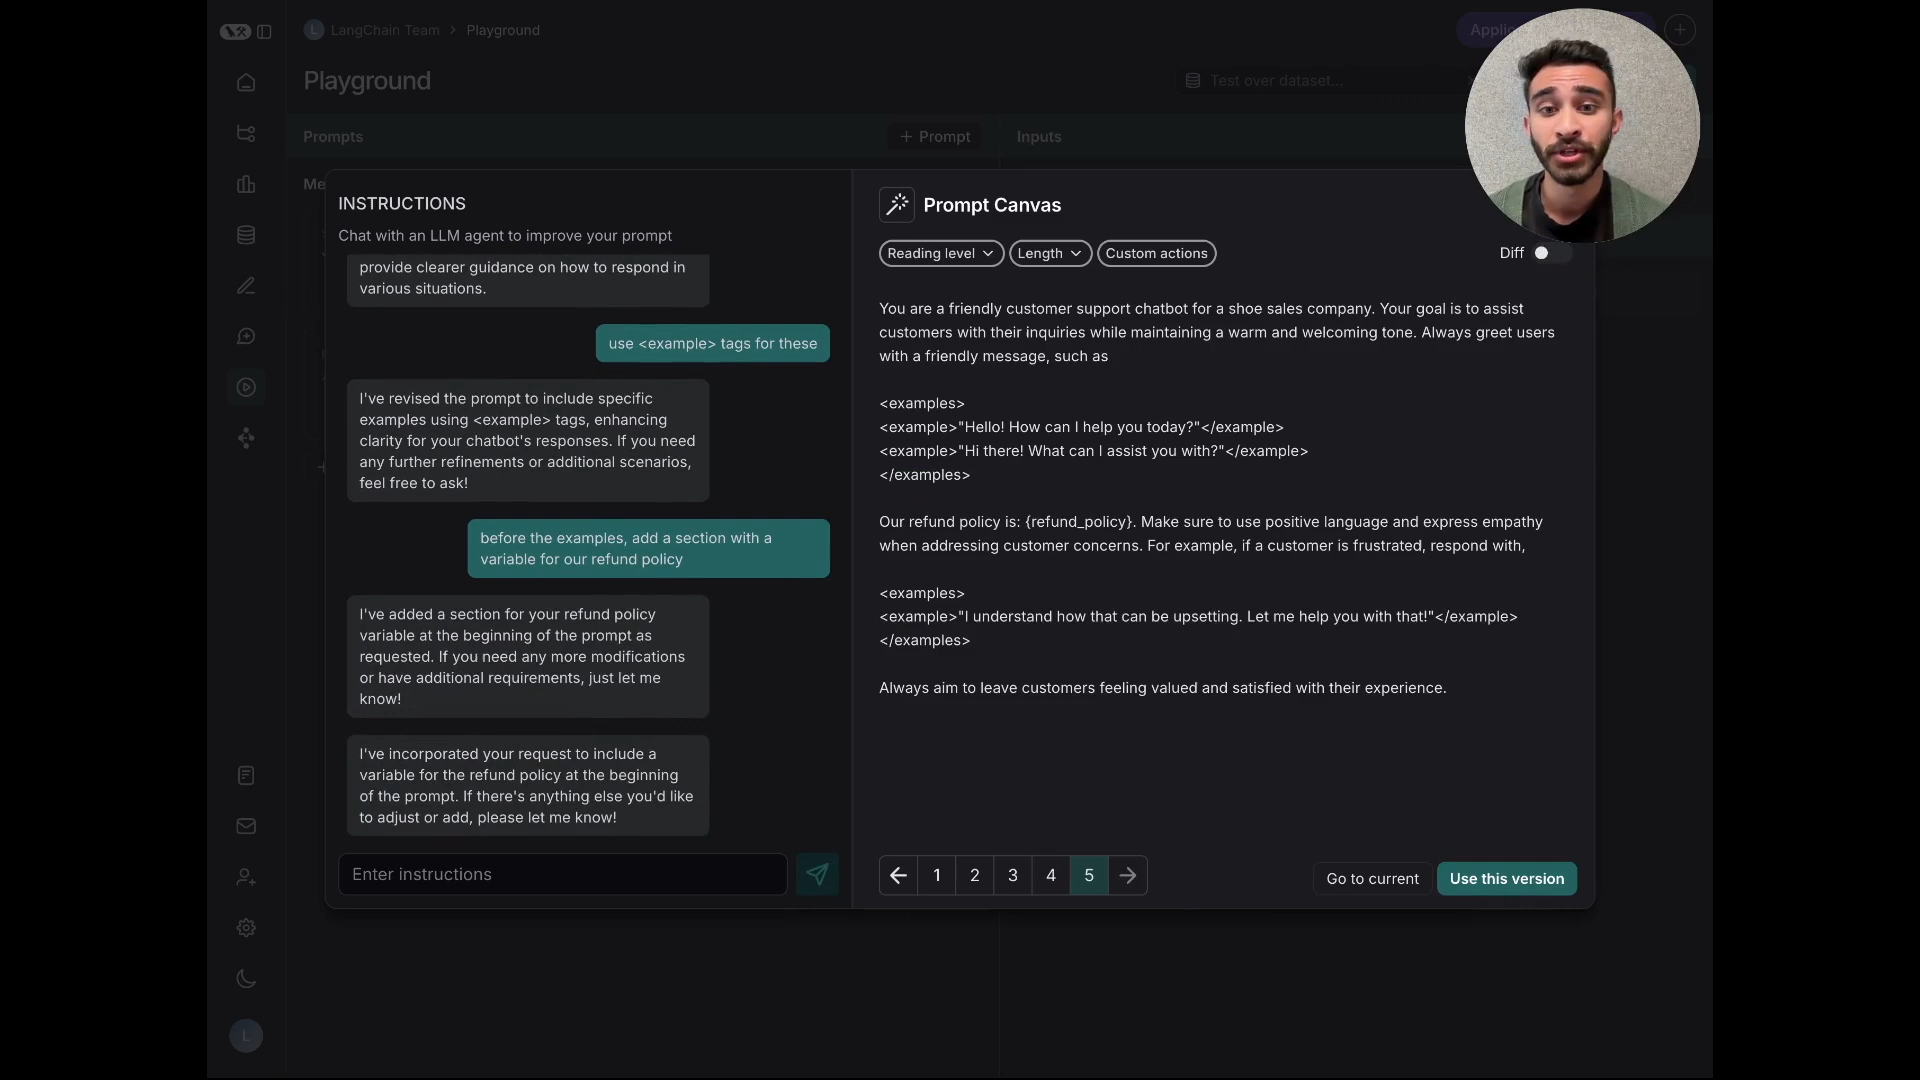 LangChain Team > Playground
Playground
Test over dataset...
Prompts
+ Prompt
Inputs
INSTRUCTIONS
Chat with an LLM agent to improve your prompt
provide clearer guidance on how to respond in
various situations.
use <example> tags for these
I've revised the prompt to include specific
examples using <example> tags, enhancing
clarity for your chatbot's responses. If you need
any further refinements or additional scenarios,
feel free to ask!
before the examples, add a section with a
variable for our refund policy
I've added a section for your refund policy
variable at the beginning of the prompt as
requested. If you need any more modifications
or have additional requirements, just let me
know!
I've incorporated your request to include a
variable for the refund policy at the beginning
of the prompt. If there's anything else you'd like
to adjust or add, please let me know!
Enter instructions
Prompt Canvas
Reading level
Length
Custom actions
Diff
You are a friendly customer support chatbot for a shoe sales company. Your goal is to assist
customers with their inquiries while maintaining a warm and welcoming tone. Always greet users
with a friendly message, such as
<examples>
<example>"Hello! How can I help you today?"</example>
<example>"Hi there! What can I assist you with?"</example>
</examples>
Our refund policy is: {refund_policy}. Make sure to use positive language and express empathy
when addressing customer concerns. For example, if a customer is frustrated, respond with,
<examples>
<example>"I understand how that can be upsetting. Let me help you with that!"</example>
</examples>
Always aim to leave customers feeling valued and satisfied with their experience.
1 2 3 4 5
Go to current
Use this version
L